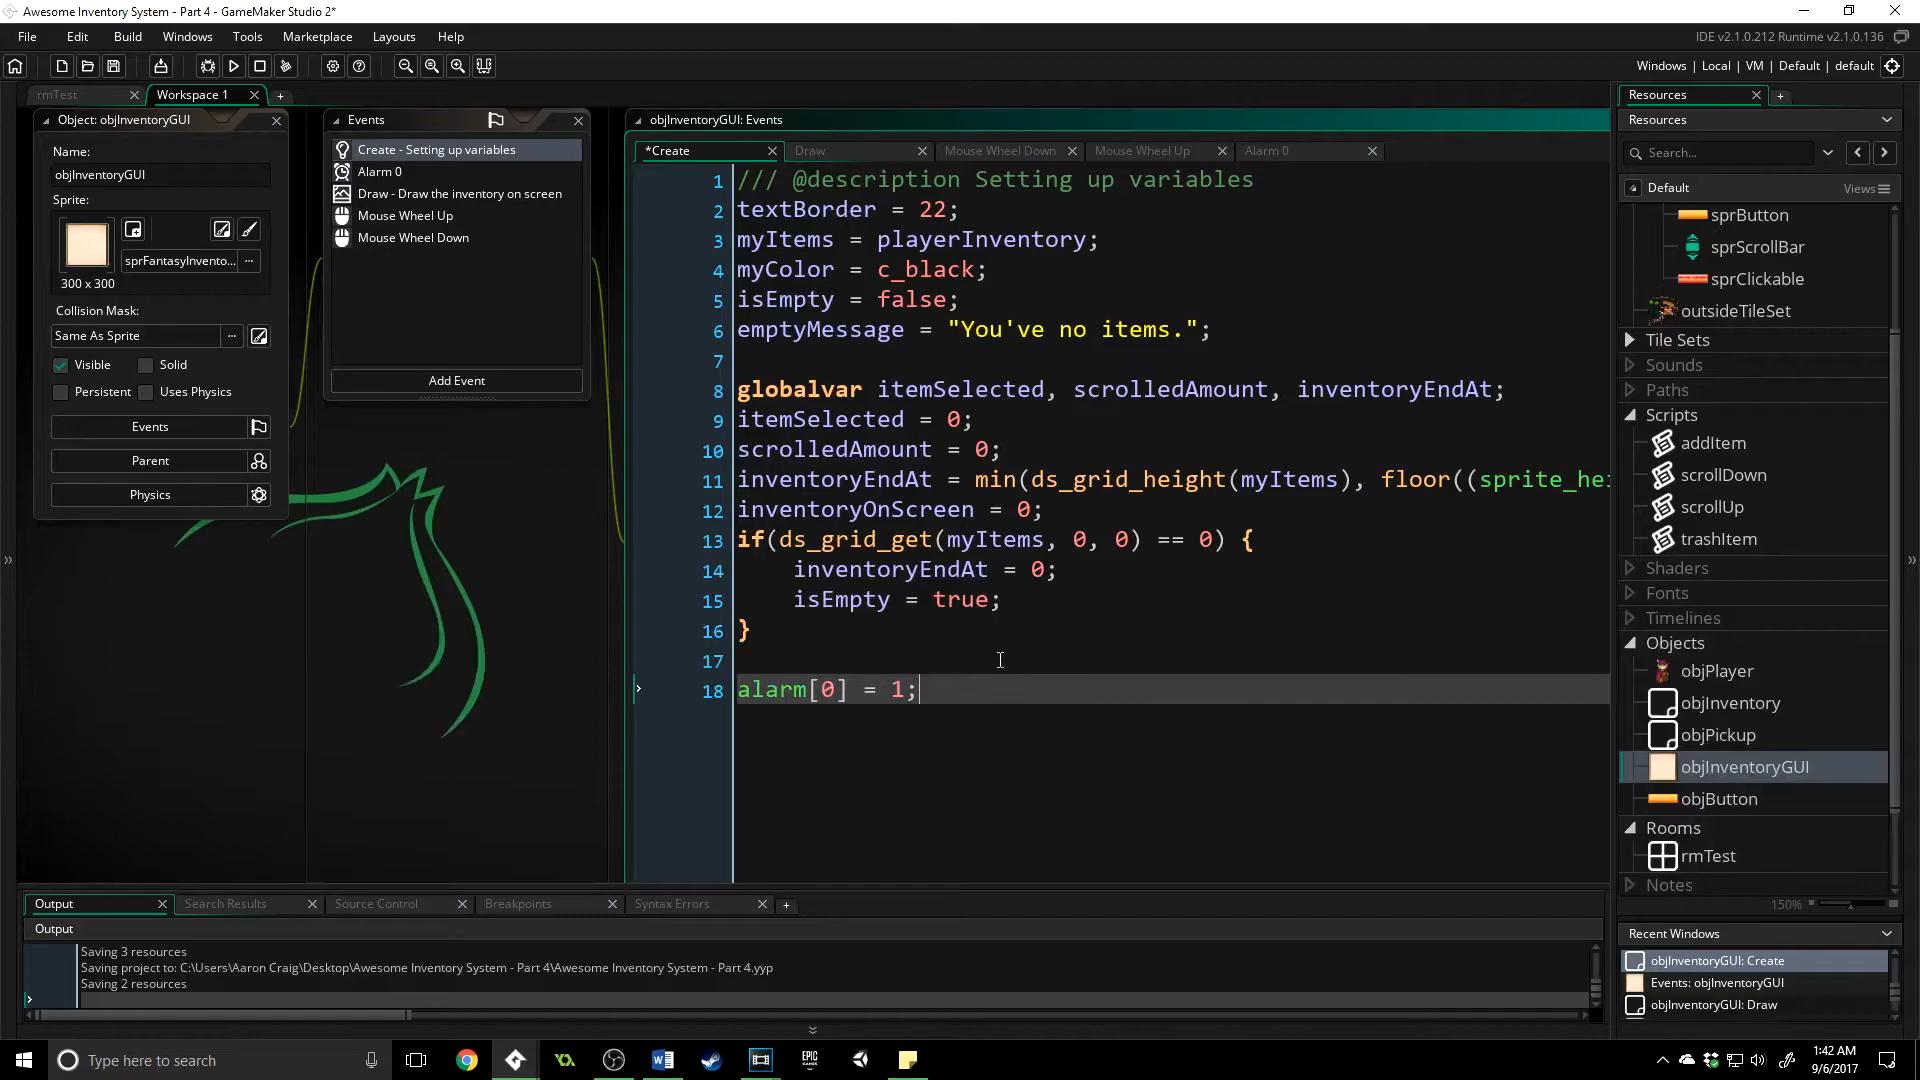 Awesome Inventory System - Part 4 - GameMaker Studio 2*
File Edit Build Windows Tools Marketplace Layouts Help
IDE v2.1.0.212 Runtime v2.1.0.136
Windows | Local | VM | Default | default
rmTest
Workspace 1
Object: objInventoryGUI
Name:
objInventoryGUI
Sprite:
sprFantasyInvento...
300 x 300
Collision Mask:
Same As Sprite
Visible Solid
Persistent Uses Physics
Events
Parent
Physics
Events
Create - Setting up variables
Alarm 0
Draw - Draw the inventory on screen
Mouse Wheel Up
Mouse Wheel Down
Add Event
objInventoryGUI: Events
*Create Draw Mouse Wheel Down Mouse Wheel Up Alarm 0
1 /// @description Setting up variables
2 textBorder = 22;
3 myItems = playerInventory;
4 myColor = c_black;
5 isEmpty = false;
6 emptyMessage = "You've no items.";
7
8 globalvar itemSelected, scrolledAmount, inventoryEndAt;
9 itemSelected = 0;
10 scrolledAmount = 0;
11 inventoryEndAt = min(ds_grid_height(myItems), floor((sprite_hei
12 inventoryOnScreen = 0;
13 if(ds_grid_get(myItems, 0, 0) == 0) {
14 inventoryEndAt = 0;
15 isEmpty = true;
16 }
17
18 alarm[0] = 1;
Resources
Resources
Search...
Default
Views
sprButton
sprScrollBar
sprClickable
outsideTileSet
Tile Sets
Sounds
Paths
Scripts
addItem
scrollDown
scrollUp
trashItem
Shaders
Fonts
Timelines
Objects
objPlayer
objInventory
objPickup
objInventoryGUI
objButton
Rooms
rmTest
Notes
150%
Recent Windows
objInventoryGUI: Create
Events: objInventoryGUI
objInventoryGUI: Draw
Output Search Results Source Control Breakpoints Syntax Errors
Output
Saving 3 resources
Saving project to: C:\Users\Aaron Craig\Desktop\Awesome Inventory System - Part 4\Awesome Inventory System - Part 4.yyp
Saving 2 resources
Type here to search
EPIC GAMES
1:42 AM
9/6/2017